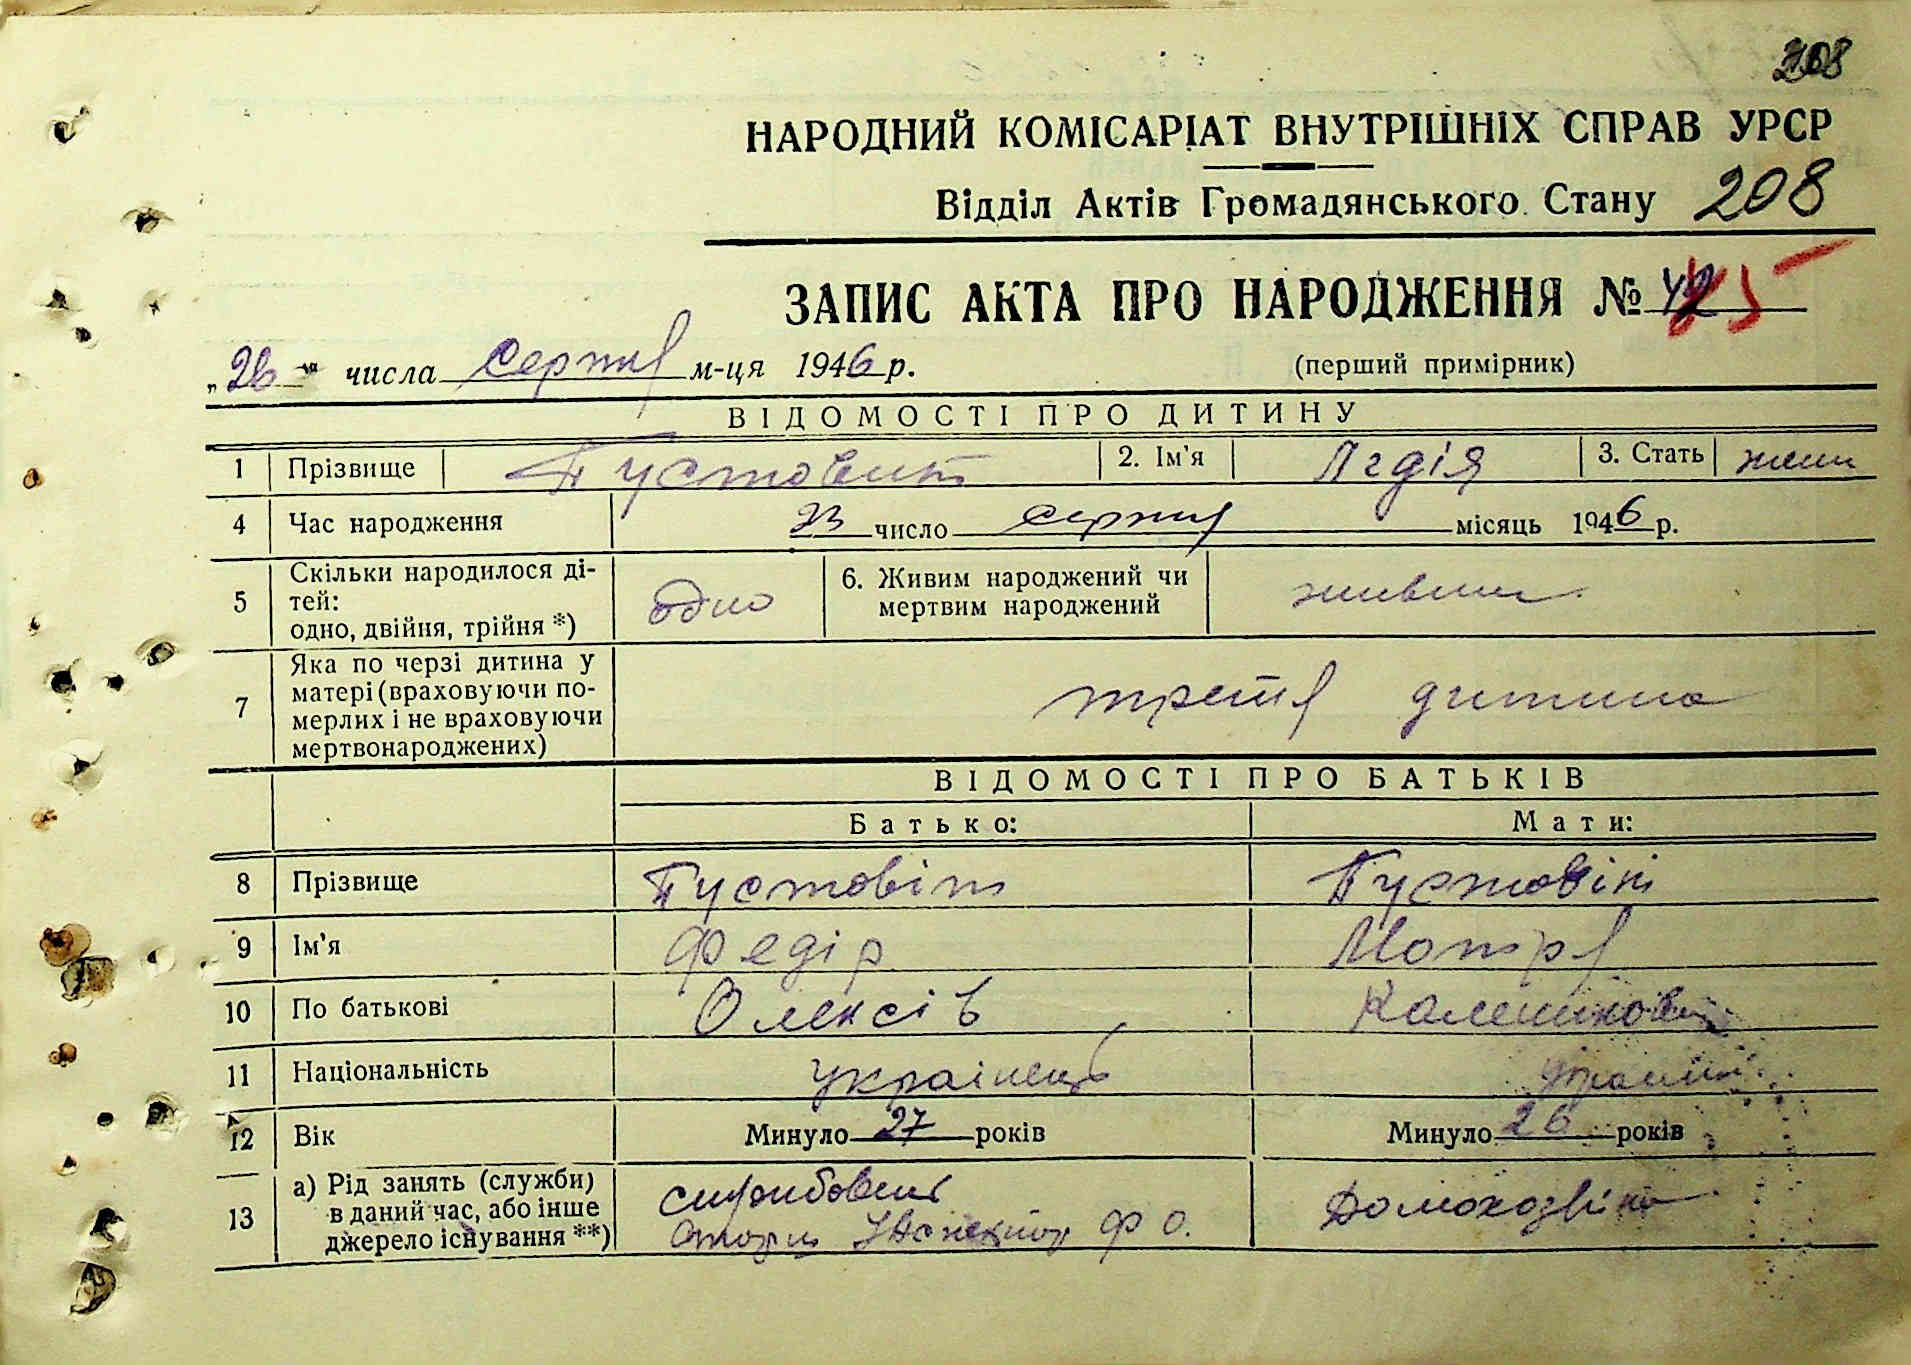 208
НАРОДНИЙ КОМІСАРІАТ ВНУТРІШНІХ СПРАВ УРСР
Відділ Актів Громадянського Стану 208
ЗАПИС АКТА ПРО НАРОДЖЕННЯ №
„26" числа серпня м-ця 1946 р. (перший примірник)
ВІДОМОСТІ ПРО ДИТИНУ
1 Прізвище Пустовит 2. Ім'я Лідія 3. Стать жен
4 Час народження 23 число серпня місяць 1946 р.
5 Скільки народилося ді-
тей:
одно, двійня, трійня *) одно 6. Живим народжений чи
мертвим народжений живим
7 Яка по черзі дитина у
матері (враховуючи по-
мерлих і не враховуючи
мертвонароджених) третя дитина
ВІДОМОСТІ ПРО БАТЬКІВ
Батько: Мати:
8 Прізвище Пустовіт Пустовіт
9 Ім'я Федір Мотря
10 По батькові Олексів
11 Національність українець
12 Вік Минуло 27 років Минуло 26 років
13 а) Рід занять (служби)
в даний час, або інше
джерело існування **)
Ф О. Домохозяйка